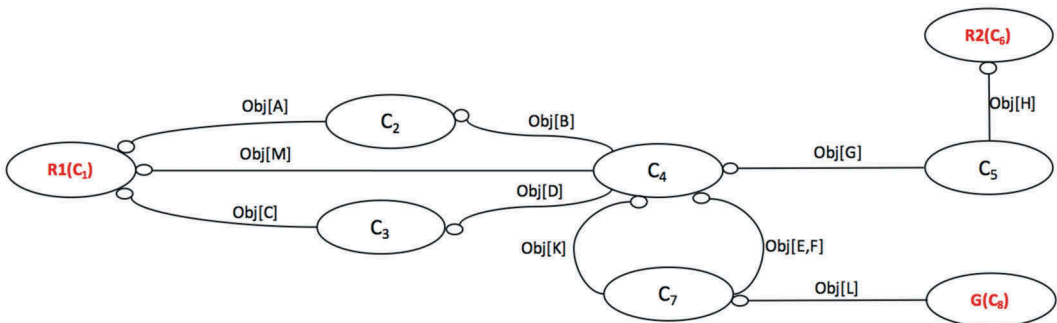 R2(C₆)
Obj[A]
C₂
Obj[B]
Obj[H]
R1(C₁)
Obj[M]
C₄
Obj[G]
C₅
Obj[C]
C₃
Obj[D]
Obj[K]
Obj[E,F]
C₇
Obj[L]
G(C₈)